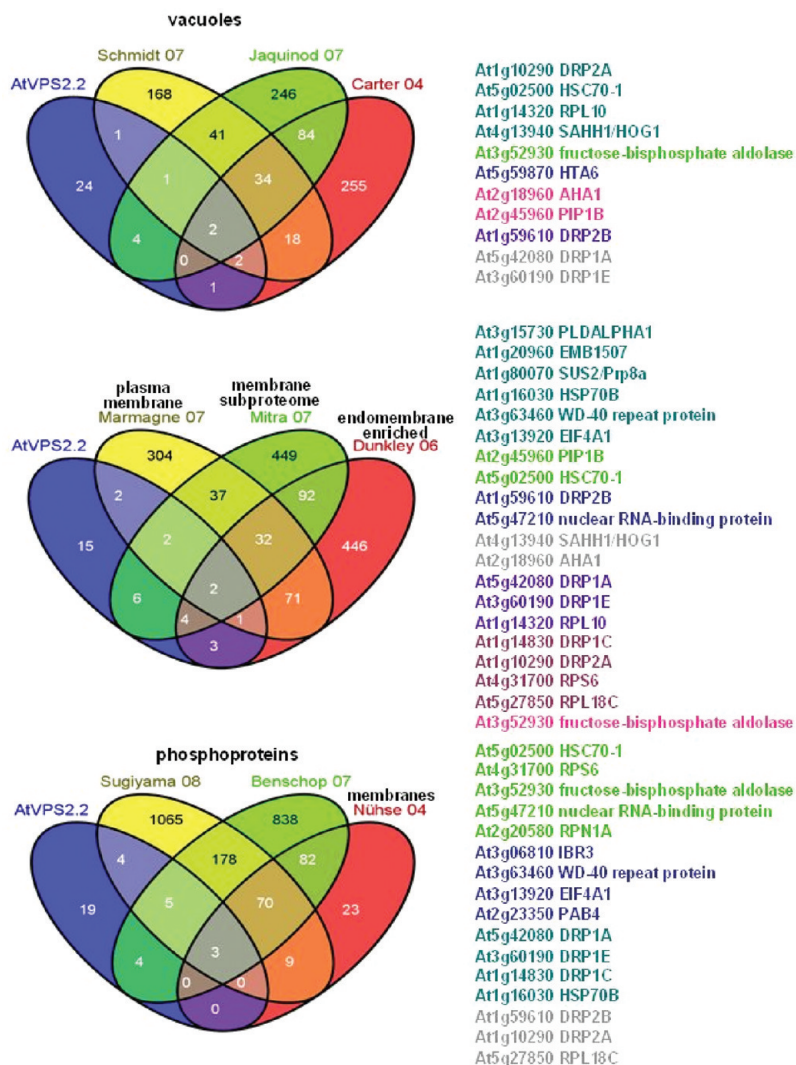 vacuoles
Schmidt 07 Jaquinod 07
AtVPS2.2 Carter 04
168 246
1 41 84
24 1 34 255
2
4 18
0 2
1
At1g10290 DRP2A
At5g02500 HSC70-1
At1g14320 RPL10
At4g13940 SAHH1/HOG1
At3g52930 fructose-bisphosphate aldolase
At5g59870 HTA6
At2g18960 AHA1
At2g45960 PIP1B
At1g59610 DRP2B
At5g42080 DRP1A
At3g60190 DRP1E
plasma membrane
membrane subproteome
endomembrane enriched
Marmagne 07 Mitra 07
AtVPS2.2 Dunkley 06
304 449
2 37 92
15 2 32 446
2
6 71
4 1
3
At3g15730 PLDALPHA1
At1g20960 EMB1507
At1g80070 SUS2/Prp8a
At1g16030 HSP70B
At3g63460 WD-40 repeat protein
At3g13920 EIF4A1
At2g45960 PIP1B
At5g02500 HSC70-1
At1g59610 DRP2B
At5g47210 nuclear RNA-binding protein
At4g13940 SAHH1/HOG1
At2g18960 AHA1
At5g42080 DRP1A
At3g60190 DRP1E
At1g14320 RPL10
At1g14830 DRP1C
At1g10290 DRP2A
At4g31700 RPS6
At5g27850 RPL18C
At3g52930 fructose-bisphosphate aldolase
phosphoproteins
Sugiyama 08 Benschop 07
membranes
AtVPS2.2 Nühse 04
1065 838
4 178 82
19 5 70 23
3
4 9
0 0
0
At5g02500 HSC70-1
At4g31700 RPS6
At3g52930 fructose-bisphosphate aldolase
At5g47210 nuclear RNA-binding protein
At2g20580 RPN1A
At3g06810 IBR3
At3g63460 WD-40 repeat protein
At3g13920 EIF4A1
At2g23350 PAB4
At5g42080 DRP1A
At3g60190 DRP1E
At1g14830 DRP1C
At1g16030 HSP70B
At1g59610 DRP2B
At1g10290 DRP2A
At5g27850 RPL18C